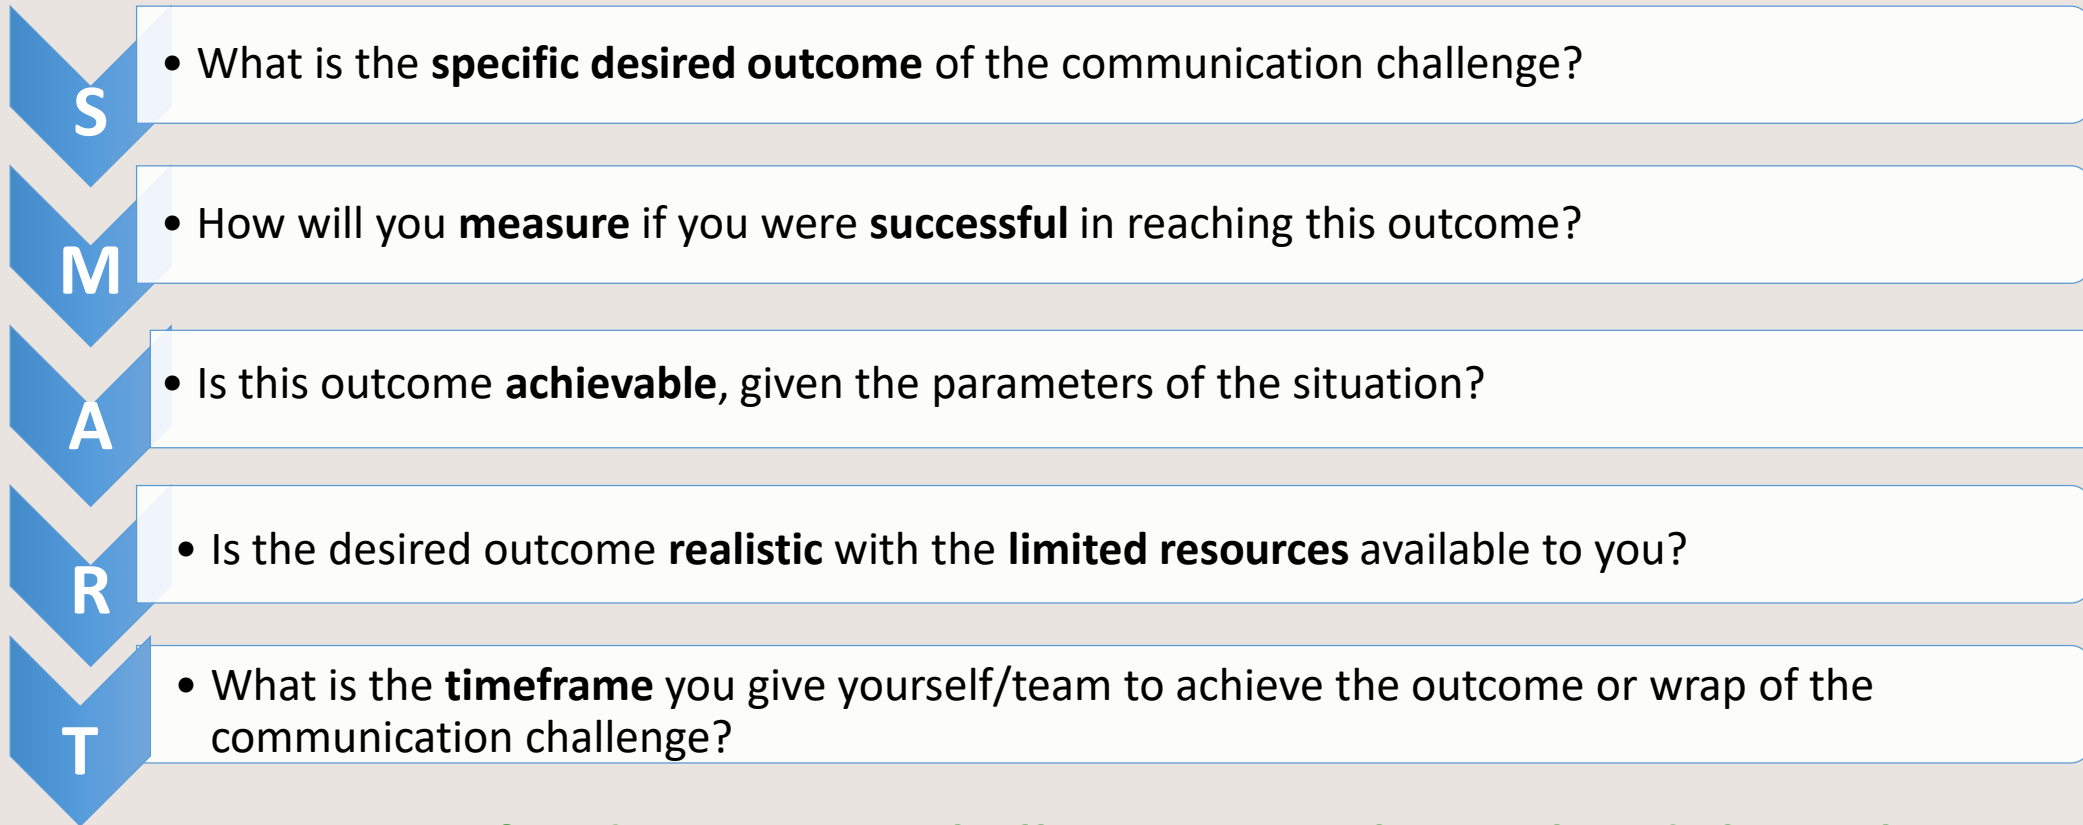 S
• What is the specific desired outcome of the communication challenge?
M
• How will you measure if you were successful in reaching this outcome?
A
• Is this outcome achievable, given the parameters of the situation?
R
• Is the desired outcome realistic with the limited resources available to you?
T
• What is the timeframe you give yourself/team to achieve the outcome or wrap of the
communication challenge?